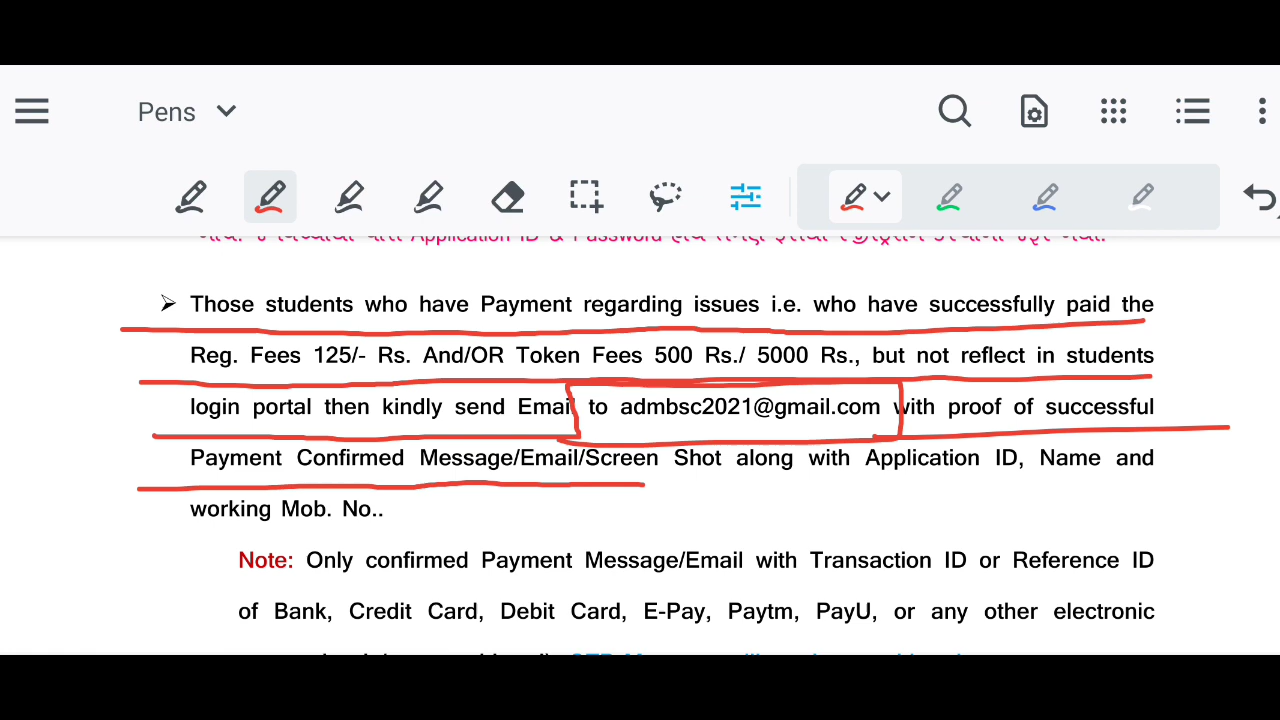 Pens
Application ID & Password
➢ Those students who have Payment regarding issues i.e. who have successfully paid the
Reg. Fees 125/- Rs. And/OR Token Fees 500 Rs./ 5000 Rs., but not reflect in students
login portal then kindly send Email to admbsc2021@gmail.com with proof of successful
Payment Confirmed Message/Email/Screen Shot along with Application ID, Name and
working Mob. No..
Note: Only confirmed Payment Message/Email with Transaction ID or Reference ID
of Bank, Credit Card, Debit Card, E-Pay, Paytm, PayU, or any other electronic